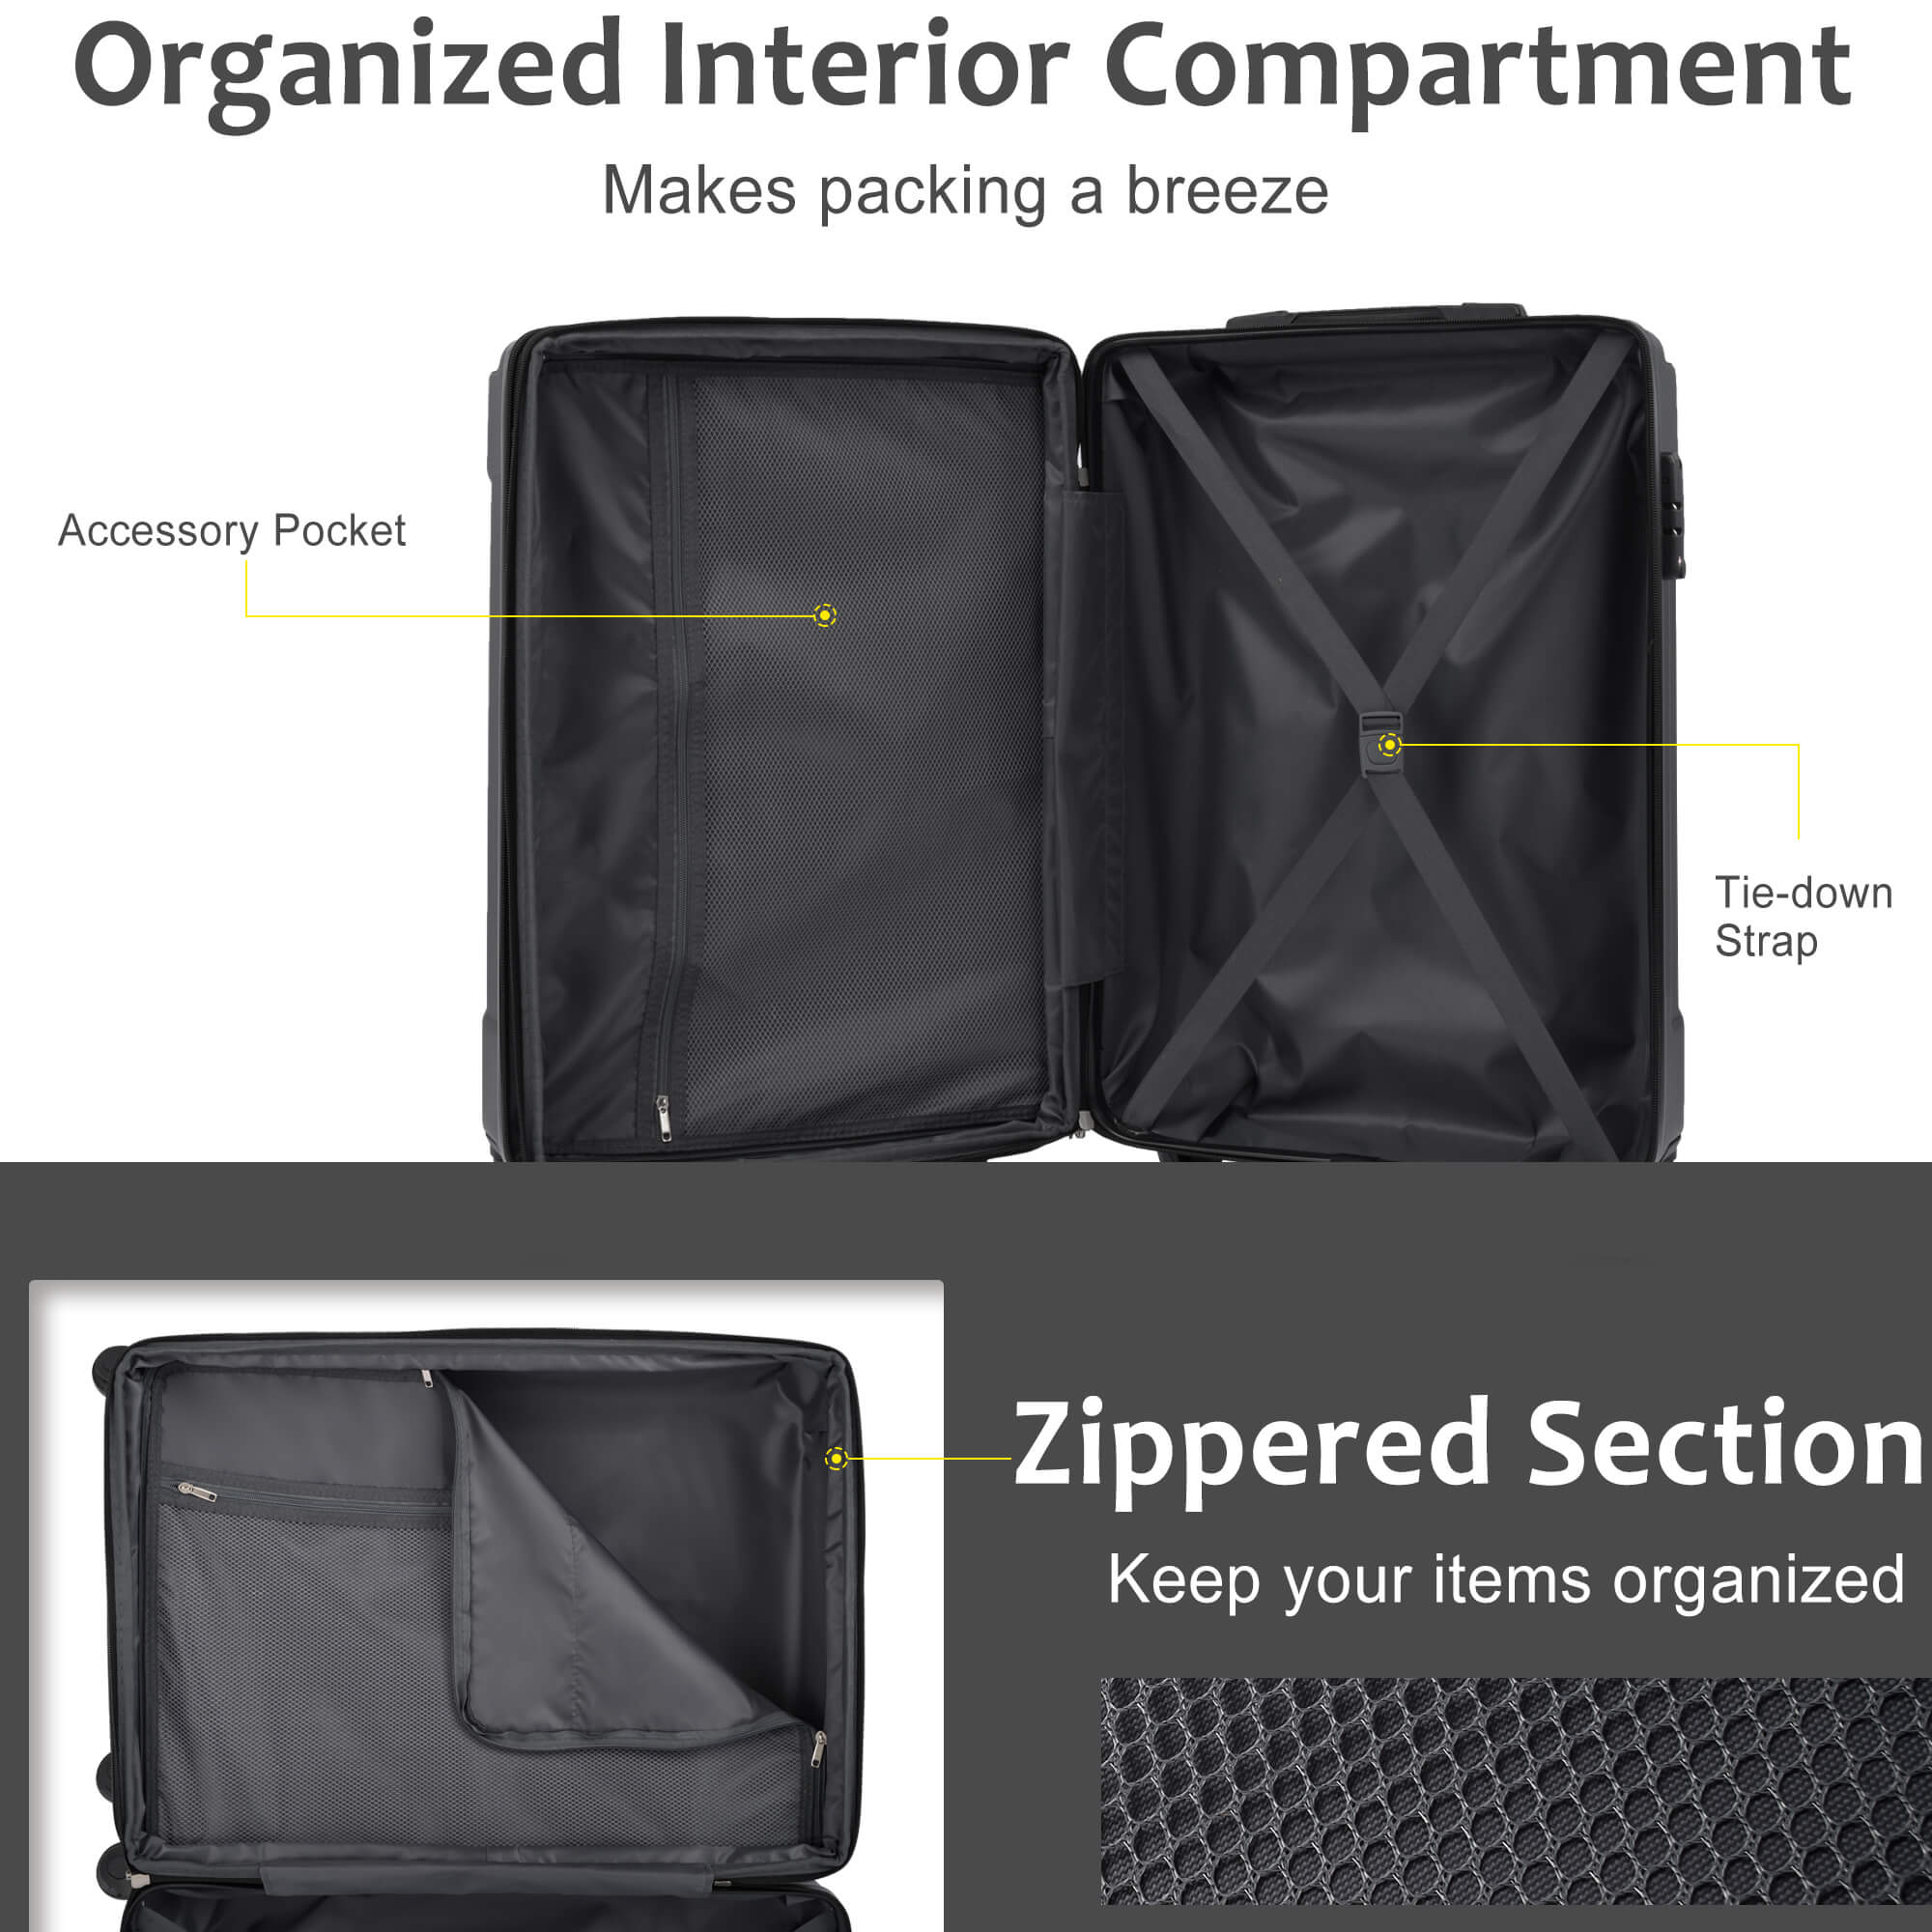 Organized Interior Compartment
Makes packing a breeze
Accessory Pocket
Tie-down
Strap
Zippered Section
Keep your items organized